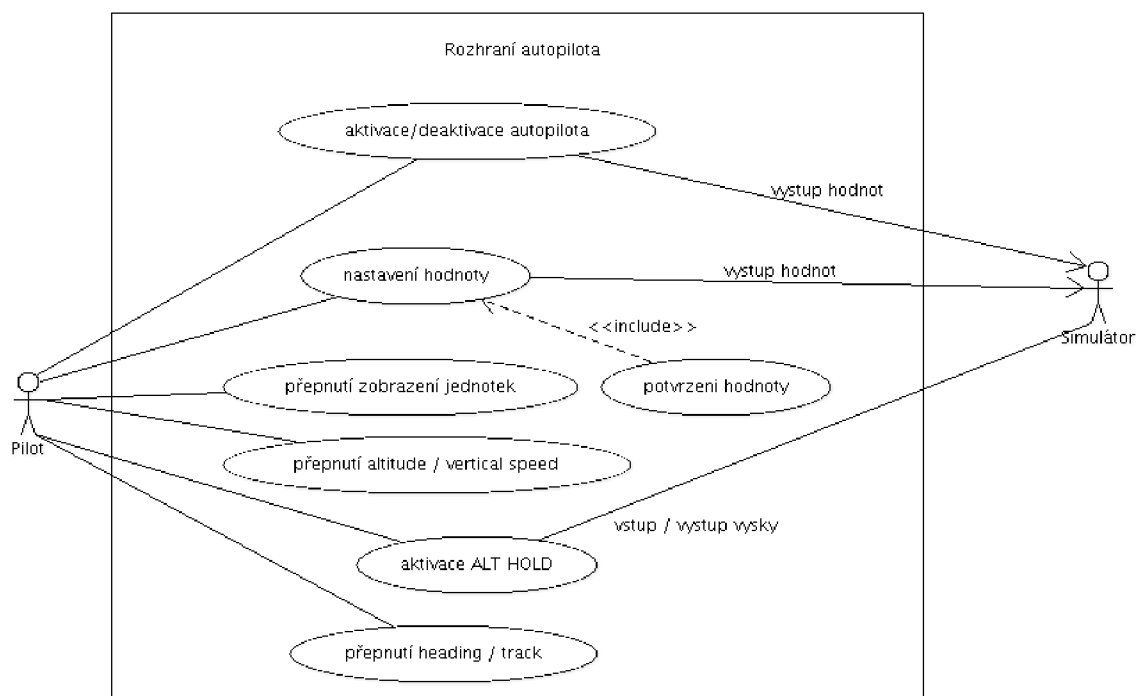 Rozhraní autopilota
aktivace/deaktivace autopilota
vystup hodnot
nastavení hodnoty
vystup hodnot
<<include>>
Simulátor
přepnutí zobrazení jednotek
potvrzeni hodnoty
Pilot
přepnutí altitude / vertical speed
vstup / vystup vysky
aktivace ALT HOLD
přepnutí heading / track